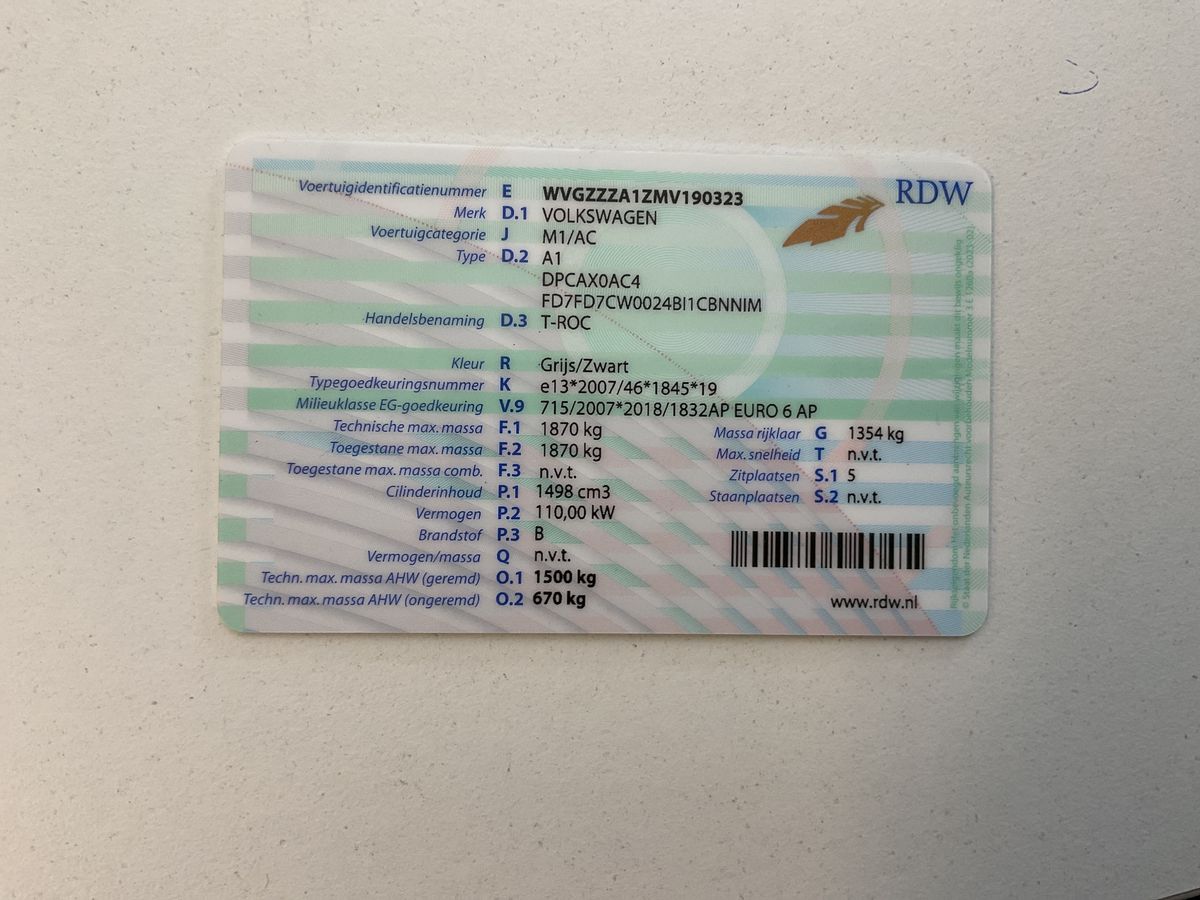 RDW
Voertuigidentificatienummer E WVGZZZA1ZMV190323
Merk D.1 VOLKSWAGEN
Voertuigcategorie J M1/AC
Type D.2 A1
DPCAX0AC4
FD7FD7CW0024BI1CBNNIM
Handelsbenaming D.3 T-ROC
Kleur R Grijs/Zwart
Typegoedkeuringsnummer K e13*2007/46*1845*19
Milieuklasse EG-goedkeuring V.9 715/2007*2018/1832AP EURO 6 AP
Technische max. massa F.1 1870 kg
Toegestane max. massa F.2 1870 kg
Toegestane max. massa comb. F.3 n.v.t.
Cilinderinhoud P.1 1498 cm3
Vermogen P.2 110,00 kW
Brandstof P.3 B
Vermogen/massa Q n.v.t.
Techn. max. massa AHW (geremd) O.1 1500 kg
Techn. max. massa AHW (ongeremd) O.2 670 kg
Massa rijklaar G 1354 kg
Max. snelheid T n.v.t.
Zitplaatsen S.1 5
Staanplaatsen S.2 n.v.t.
www.rdw.nl
© Staat der Nederlanden Auteursrecht voorbehouden